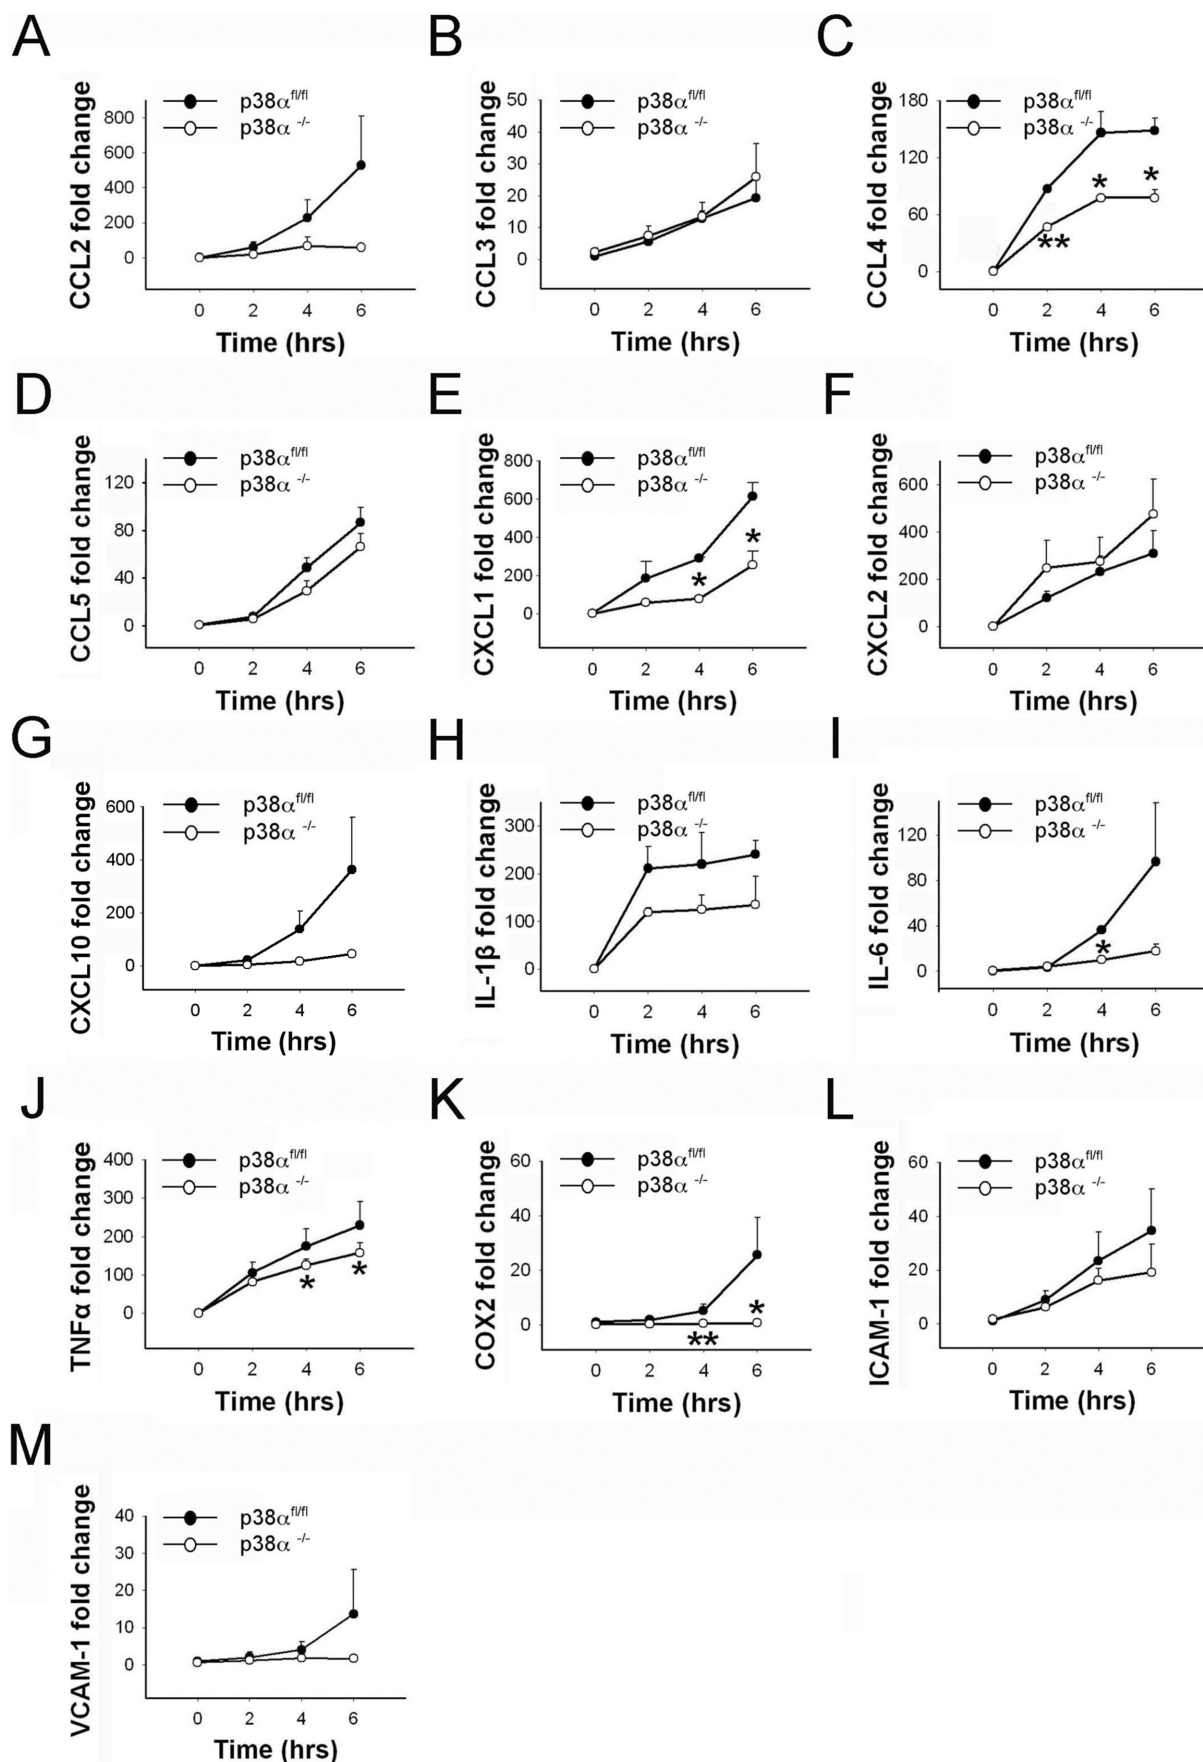 A
CCL2 fold change
p38α^fl/fl
p38α -/-
800
600
400
200
0
0 2 4 6
Time (hrs)
B
CCL3 fold change
p38α^fl/fl
p38α -/-
50
40
30
20
10
0
0 2 4 6
Time (hrs)
C
CCL4 fold change
p38α^fl/fl
p38α -/-
180
120
60
0
*
*
**
0 2 4 6
Time (hrs)
D
CCL5 fold change
p38α^fl/fl
p38α -/-
120
80
40
0
0 2 4 6
Time (hrs)
E
CXCL1 fold change
p38α^fl/fl
p38α -/-
800
600
400
200
0
*
*
0 2 4 6
Time (hrs)
F
CXCL2 fold change
p38α^fl/fl
p38α -/-
600
400
200
0
0 2 4 6
Time (hrs)
G
CXCL10 fold change
p38α^fl/fl
p38α -/-
600
400
200
0
0 2 4 6
Time (hrs)
H
IL-1β fold change
p38α^fl/fl
p38α -/-
300
200
100
0
0 2 4 6
Time (hrs)
I
IL-6 fold change
p38α^fl/fl
p38α -/-
120
80
40
0
*
0 2 4 6
Time (hrs)
J
TNFα fold change
p38α^fl/fl
p38α -/-
400
300
200
100
0
*
*
0 2 4 6
Time (hrs)
K
COX2 fold change
p38α^fl/fl
p38α -/-
60
40
20
0
*
**
0 2 4 6
Time (hrs)
L
ICAM-1 fold change
p38α^fl/fl
p38α -/-
60
40
20
0
0 2 4 6
Time (hrs)
M
VCAM-1 fold change
p38α^fl/fl
p38α -/-
40
30
20
10
0
0 2 4 6
Time (hrs)